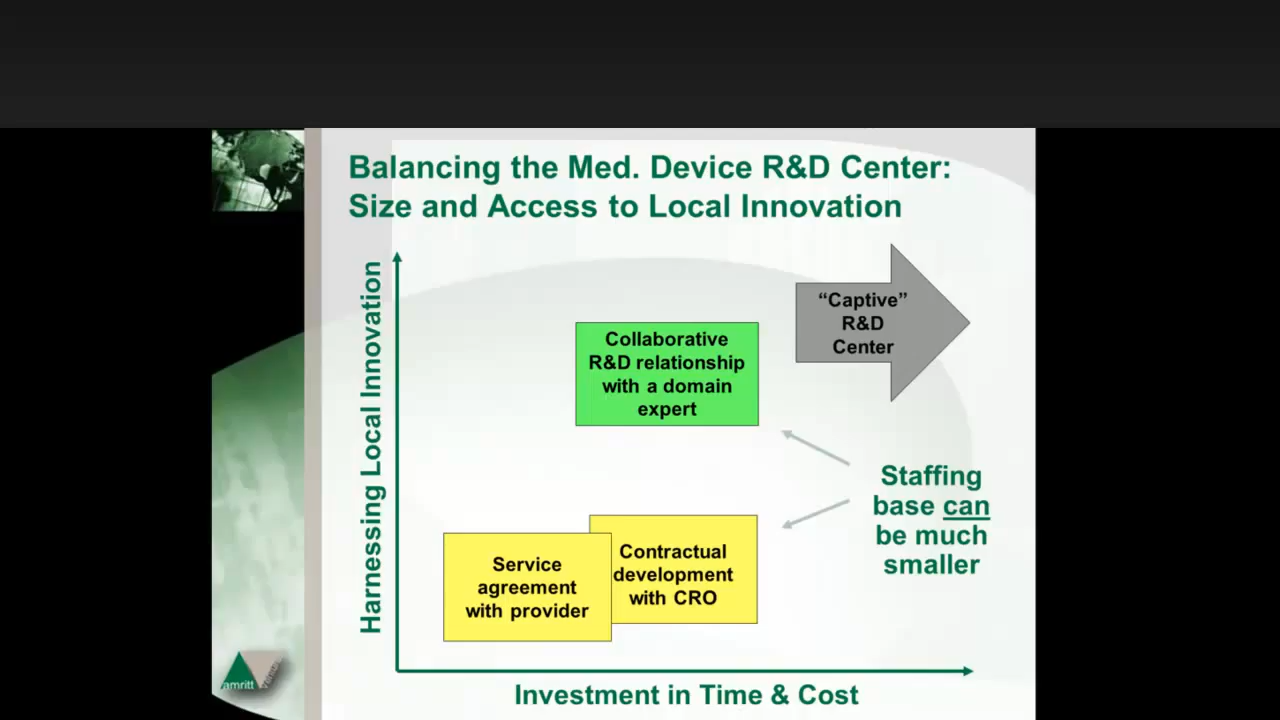 Balancing the Med. Device R&D Center:
Size and Access to Local Innovation
Harnessing Local Innovation
“Captive”
R&D
Center
Collaborative
R&D relationship
with a domain
expert
Staffing
base can
be much
smaller
Service
agreement
with provider
Contractual
development
with CRO
Investment in Time & Cost
amritt